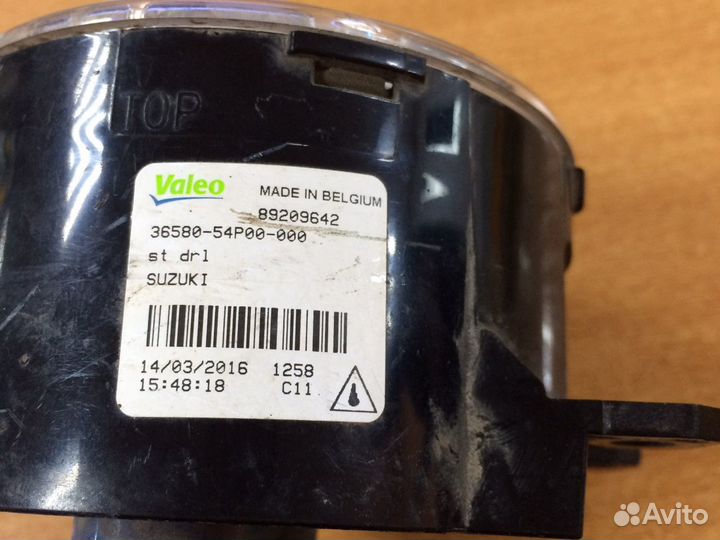 TOP
Valeo MADE IN BELGIUM
89209642
36580-54P00-000
st drl
SUZUKI
14/03/2016 1258
15:48:18 C11
Avito